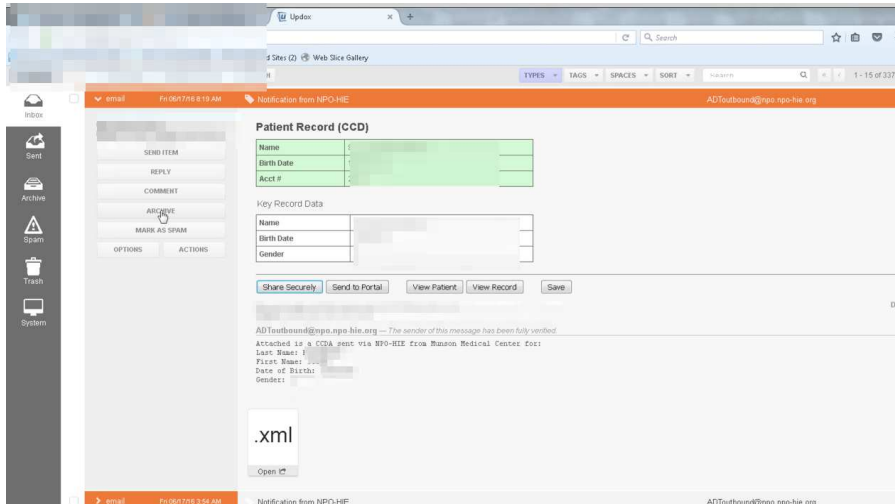 Updox
d Sites (2) Web Slice Gallery
Search
TYPES TAGS SPACES SORT Search 1 - 15 of 337
Inbox
Sent
Archive
Spam
Trash
System
email Fri 06/17/16 8:19 AM Notification from NPO-HIE ADToutbound@npo.npo-hie.org
SEND ITEM
REPLY
COMMENT
ARCHIVE
MARK AS SPAM
OPTIONS ACTIONS
Patient Record (CCD)
Name
Birth Date
Acct #
Key Record Data
Name
Birth Date
Gender
Share Securely Send to Portal View Patient View Record Save
D
ADToutbound@npo.npo-hie.org — The sender of this message has been fully verified.
Attached is a CCDA sent via NPO-HIE from Munson Medical Center for:
Last Name:
First Name:
Date of Birth:
Gender:
.xml
Open
email Fri 06/17/16 3:54 AM Notification from NPO-HIE ADToutbound@npo.npo-hie.org